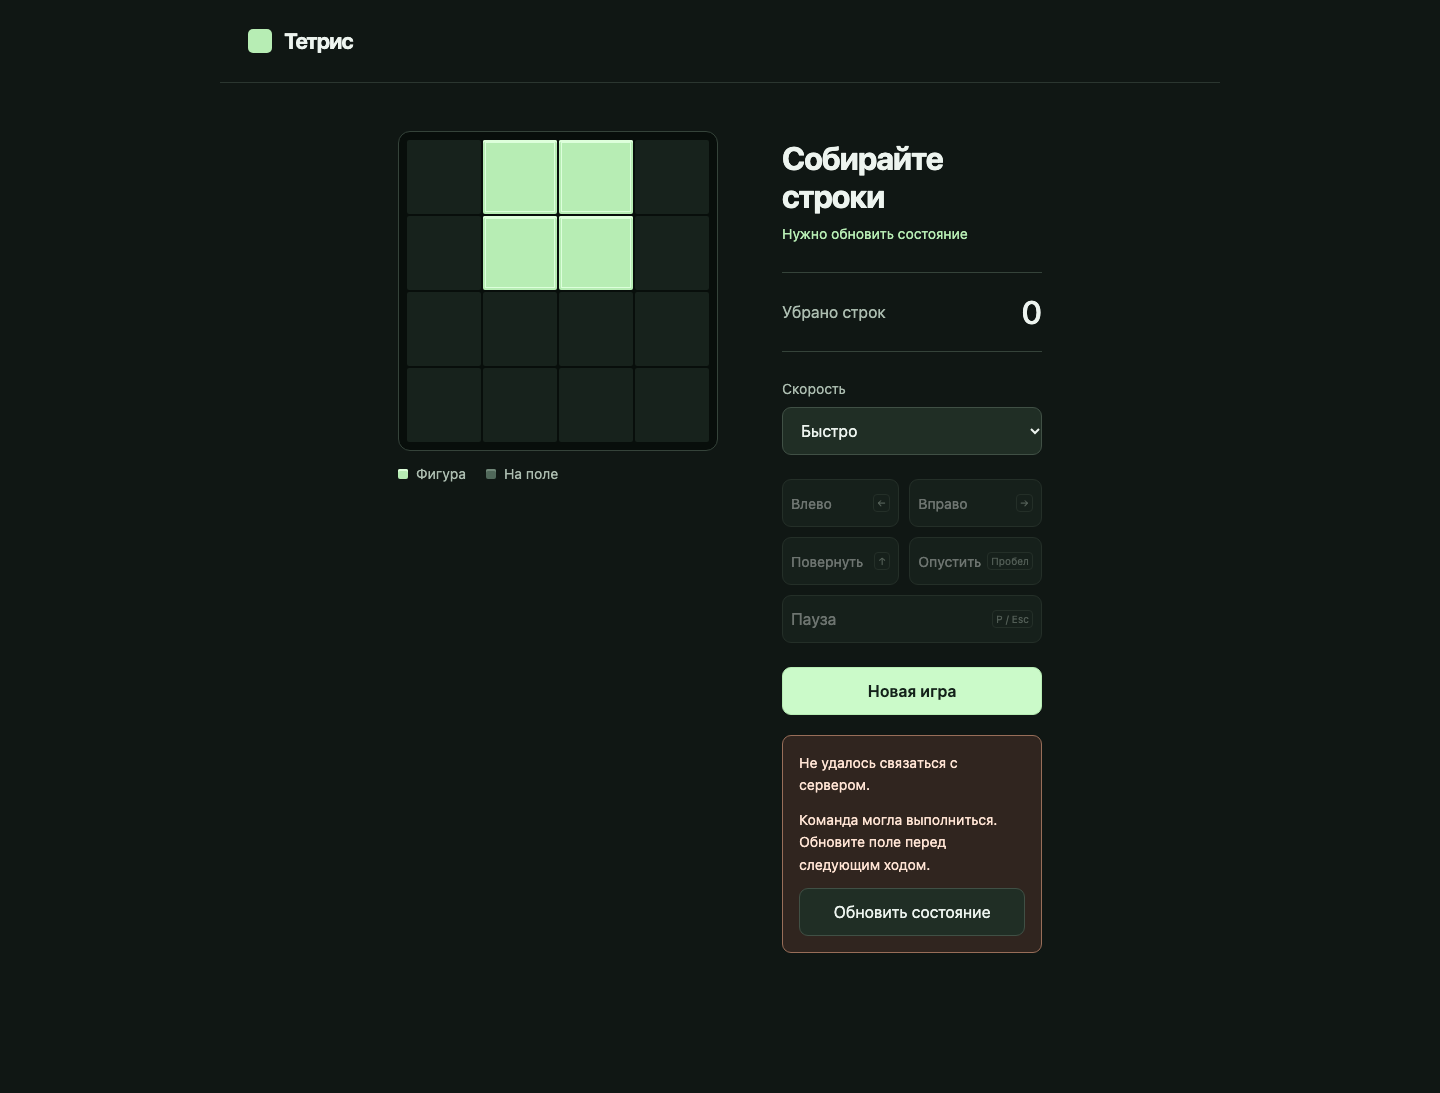 Тетрис
Собирайте
строки
Нужно обновить состояние
Убрано строк 0
Скорость
Быстро
Фигура На поле
Влево ← Вправо →
Повернуть ↑ Опустить Пробел
Пауза P / Esc
Новая игра
Не удалось связаться с
сервером.
Команда могла выполниться.
Обновите поле перед
следующим ходом.
Обновить состояние